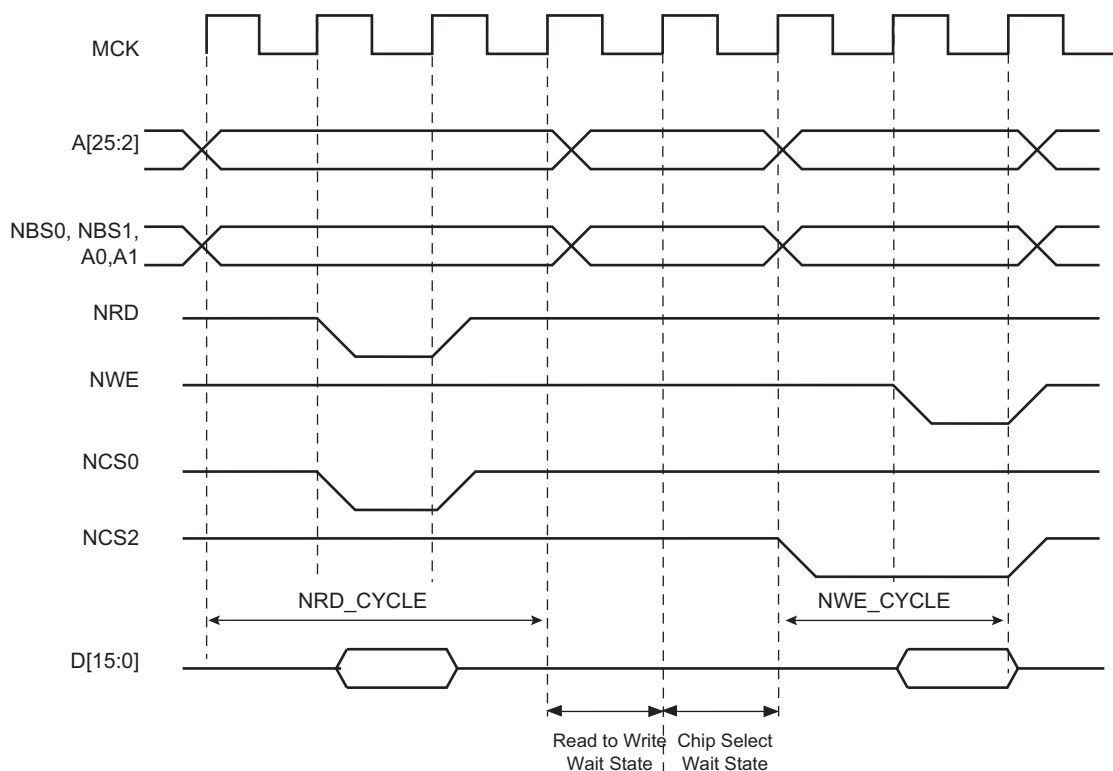 MCK
A[25:2]
NBS0, NBS1,
A0,A1
NRD
NWE
NCS0
NCS2
NRD_CYCLE
NWE_CYCLE
D[15:0]
Read to Write
Wait State
Chip Select
Wait State